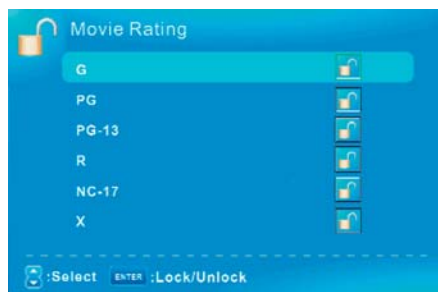 Movie Rating
G
PG
PG-13
R
NC-17
X
:Select ENTER :Lock/Unlock